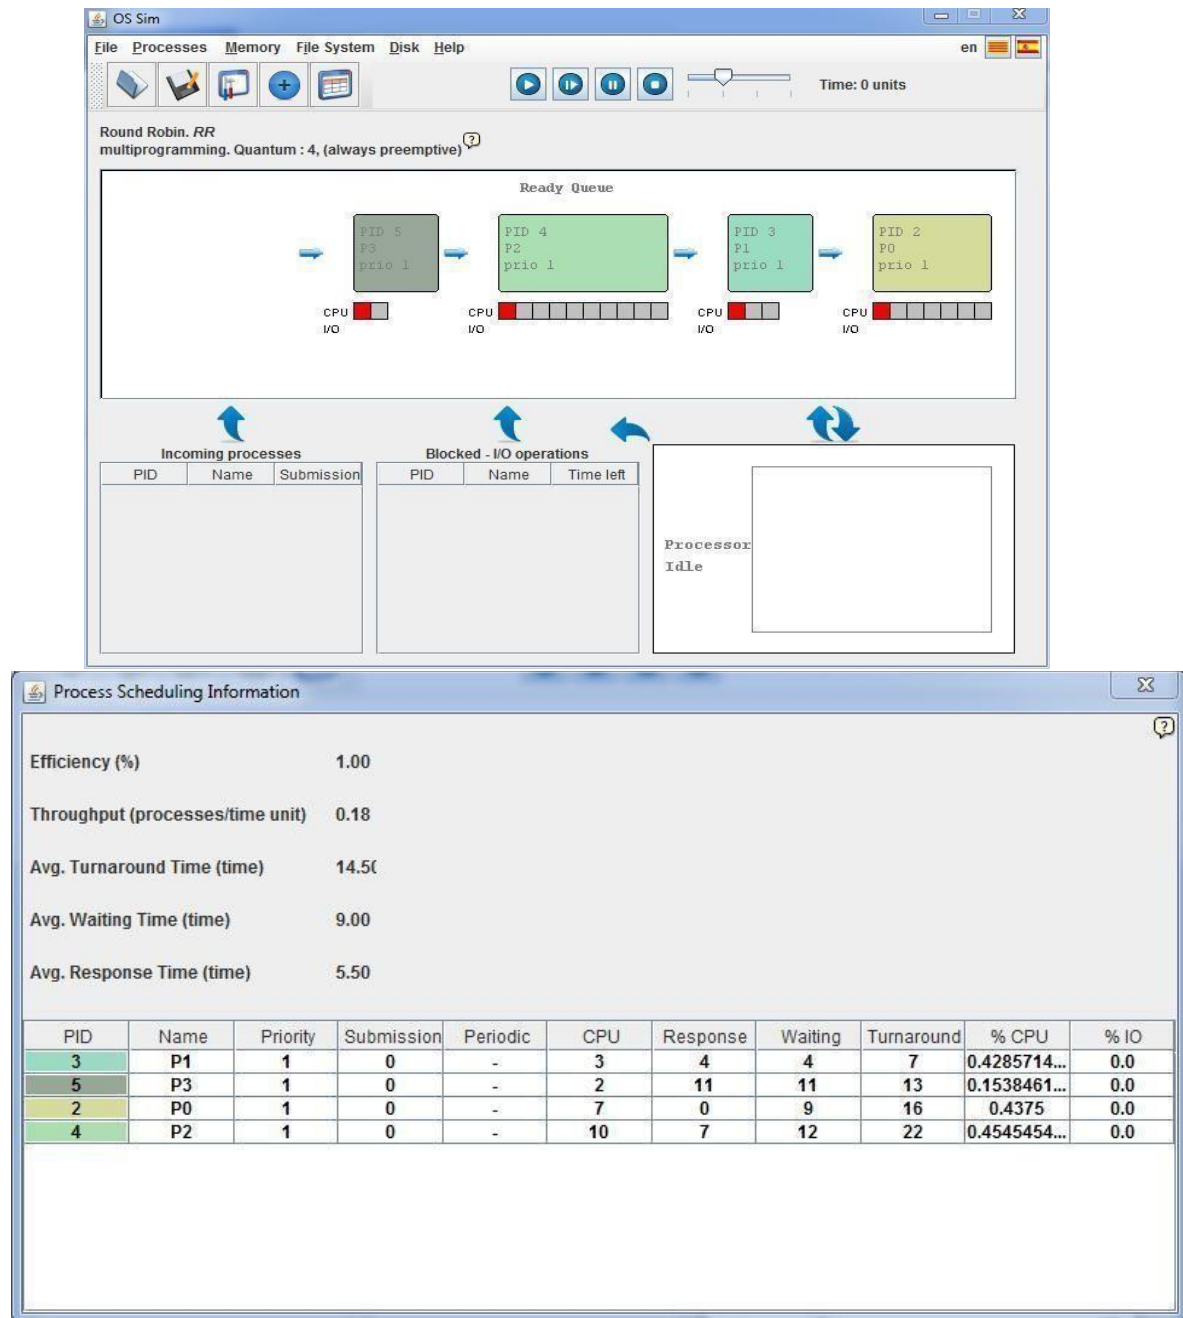 OS Sim
File Processes Memory File System Disk Help en
Time: 0 units
Round Robin. RR
multiprogramming. Quantum : 4, (always preemptive)
Ready Queue
PID 5
P3
prio 1
PID 4
P2
prio 1
PID 3
P1
prio 1
PID 2
P0
prio 1
CPU CPU CPU CPU
I/O I/O I/O I/O
Incoming processes
PID Name Submission
Blocked - I/O operations
PID Name Time left
Processor
Idle
Process Scheduling Information
Efficiency (%) 1.00
Throughput (processes/time unit) 0.18
Avg. Turnaround Time (time) 14.50
Avg. Waiting Time (time) 9.00
Avg. Response Time (time) 5.50
PID Name Priority Submission Periodic CPU Response Waiting Turnaround % CPU % IO
3 P1 1 0 - 3 4 4 7 0.4285714... 0.0
5 P3 1 0 - 2 11 11 13 0.1538461... 0.0
2 P0 1 0 - 7 0 9 16 0.4375 0.0
4 P2 1 0 - 10 7 12 22 0.4545454... 0.0